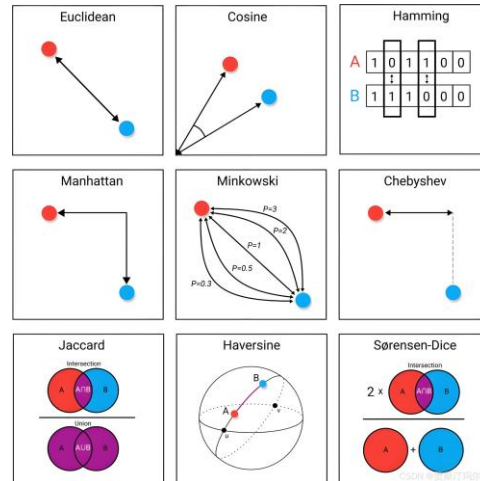 Euclidean
Cosine
Hamming
A 1 0 1 1 0 0
B 1 1 1 0 0 0
Manhattan
Minkowski
P=3
P=2
P=1
P=0.5
P=0.3
Chebyshev
Jaccard
Intersection
A A∩B B
Union
A A∪B B
Haversine
B
A
φ
Sørensen-Dice
Intersection
2 x A A∩B B
A + B